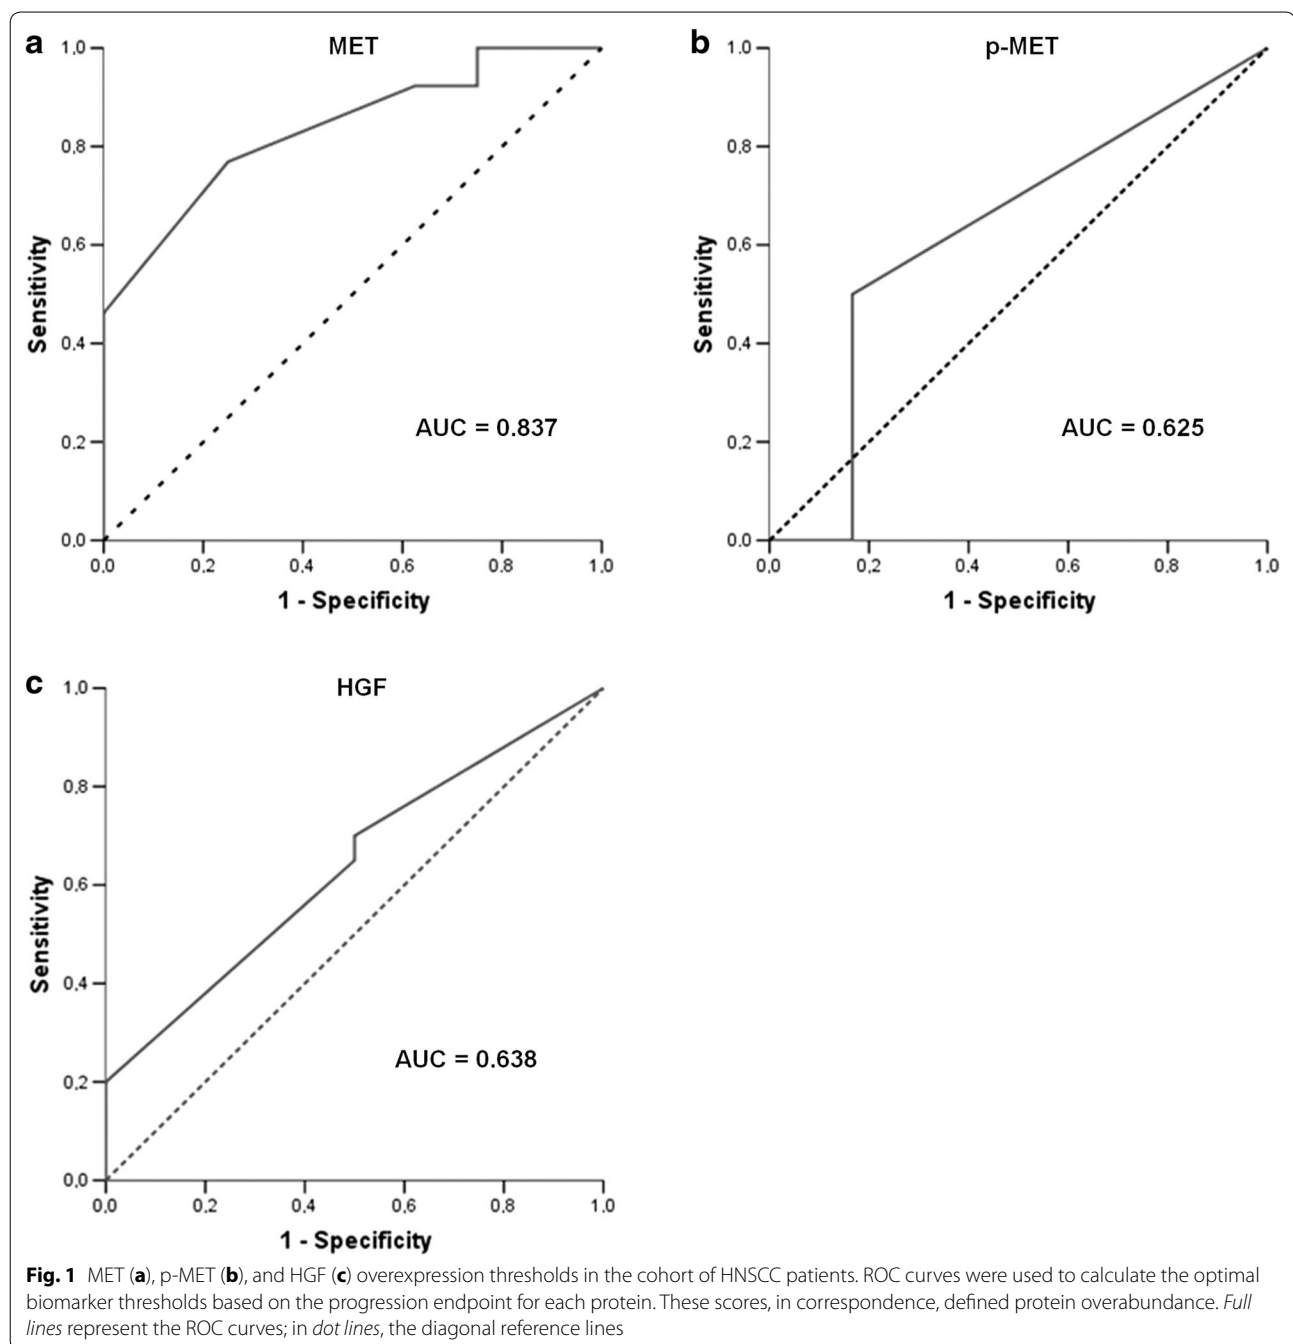 a
MET
1.0
0.8
0.6
0.4
0.2
0.0
Sensitivity
AUC = 0.837
0.0 0.2 0.4 0.6 0.8 1.0
1 - Specificity
b
p-MET
1.0
0.8
0.6
0.4
0.2
0.0
Sensitivity
AUC = 0.625
0.0 0.2 0.4 0.6 0.8 1.0
1 - Specificity
c
HGF
1.0
0.8
0.6
0.4
0.2
0.0
Sensitivity
AUC = 0.638
0.0 0.2 0.4 0.6 0.8 1.0
1 - Specificity
Fig. 1 MET (a), p-MET (b), and HGF (c) overexpression thresholds in the cohort of HNSCC patients. ROC curves were used to calculate the optimal
biomarker thresholds based on the progression endpoint for each protein. These scores, in correspondence, defined protein overabundance. Full
lines represent the ROC curves; in dot lines, the diagonal reference lines